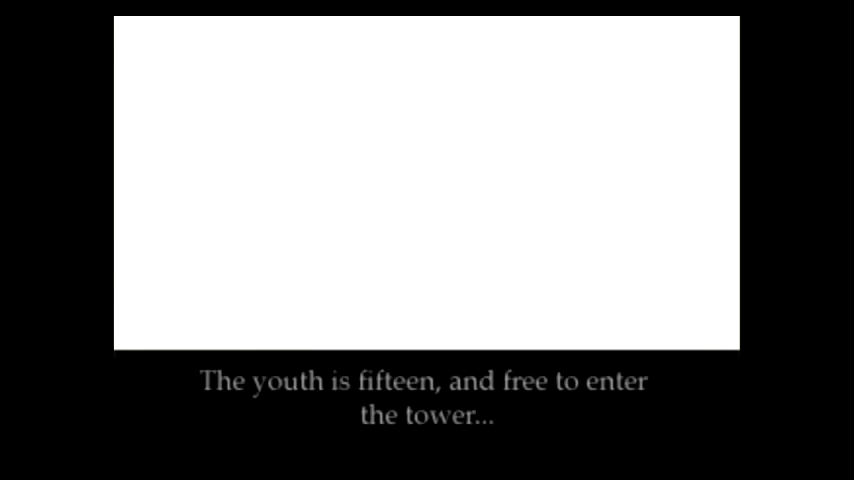 The youth is fifteen, and free to enter
the tower...